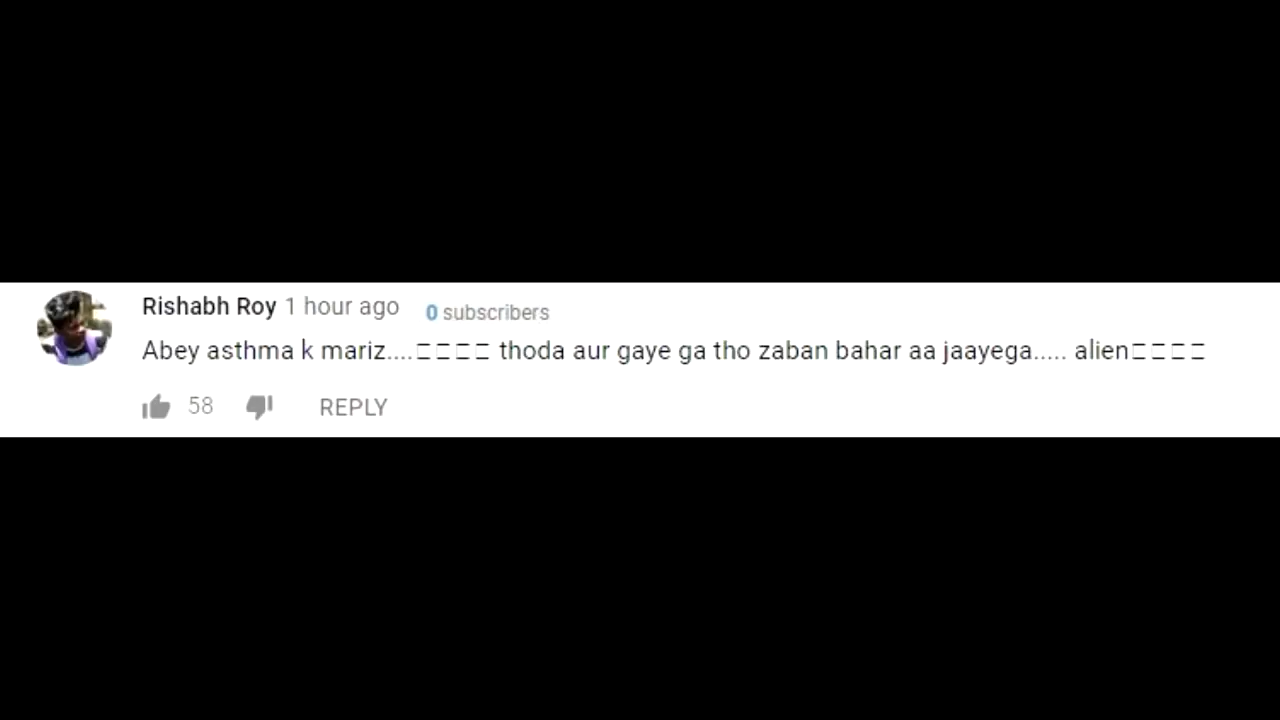 Rishabh Roy 1 hour ago 0 subscribers
Abey asthma k mariz....□□□□ thoda aur gaye ga tho zaban bahar aa jaayega..... alien□□□□
58 REPLY